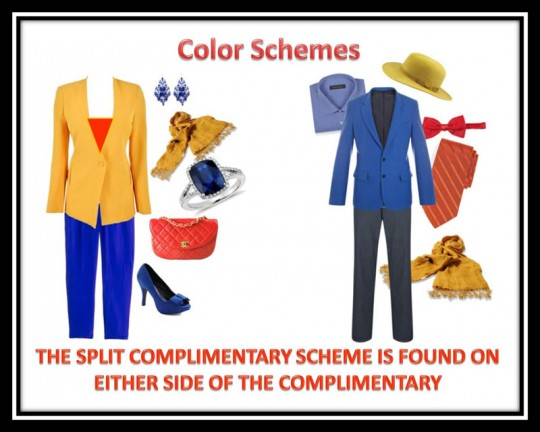 Color Schemes
THE SPLIT COMPLIMENTARY SCHEME IS FOUND ON
EITHER SIDE OF THE COMPLIMENTARY